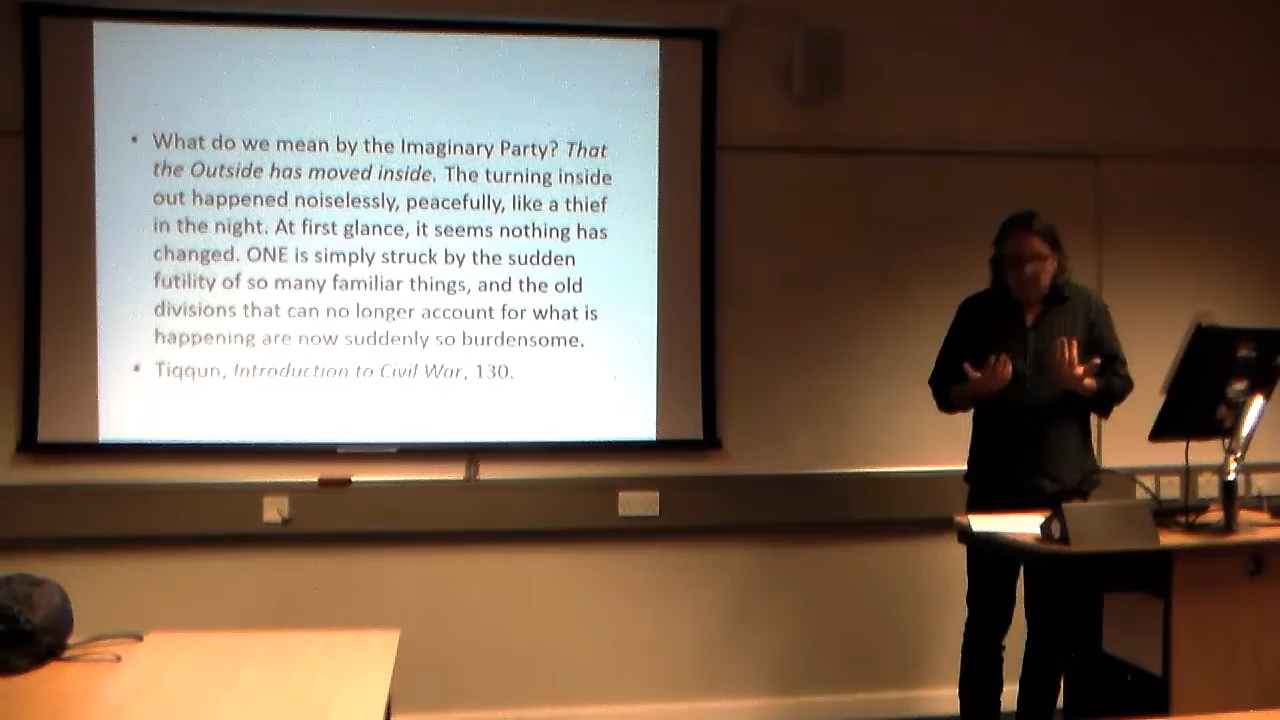 • What do we mean by the Imaginary Party? That
the Outside has moved inside. The turning inside
out happened noiselessly, peacefully, like a thief
in the night. At first glance, it seems nothing has
changed. ONE is simply struck by the sudden
futility of so many familiar things, and the old
divisions that can no longer account for what is
happening are now suddenly so burdensome.
• Tiqqun, Introduction to Civil War, 130.